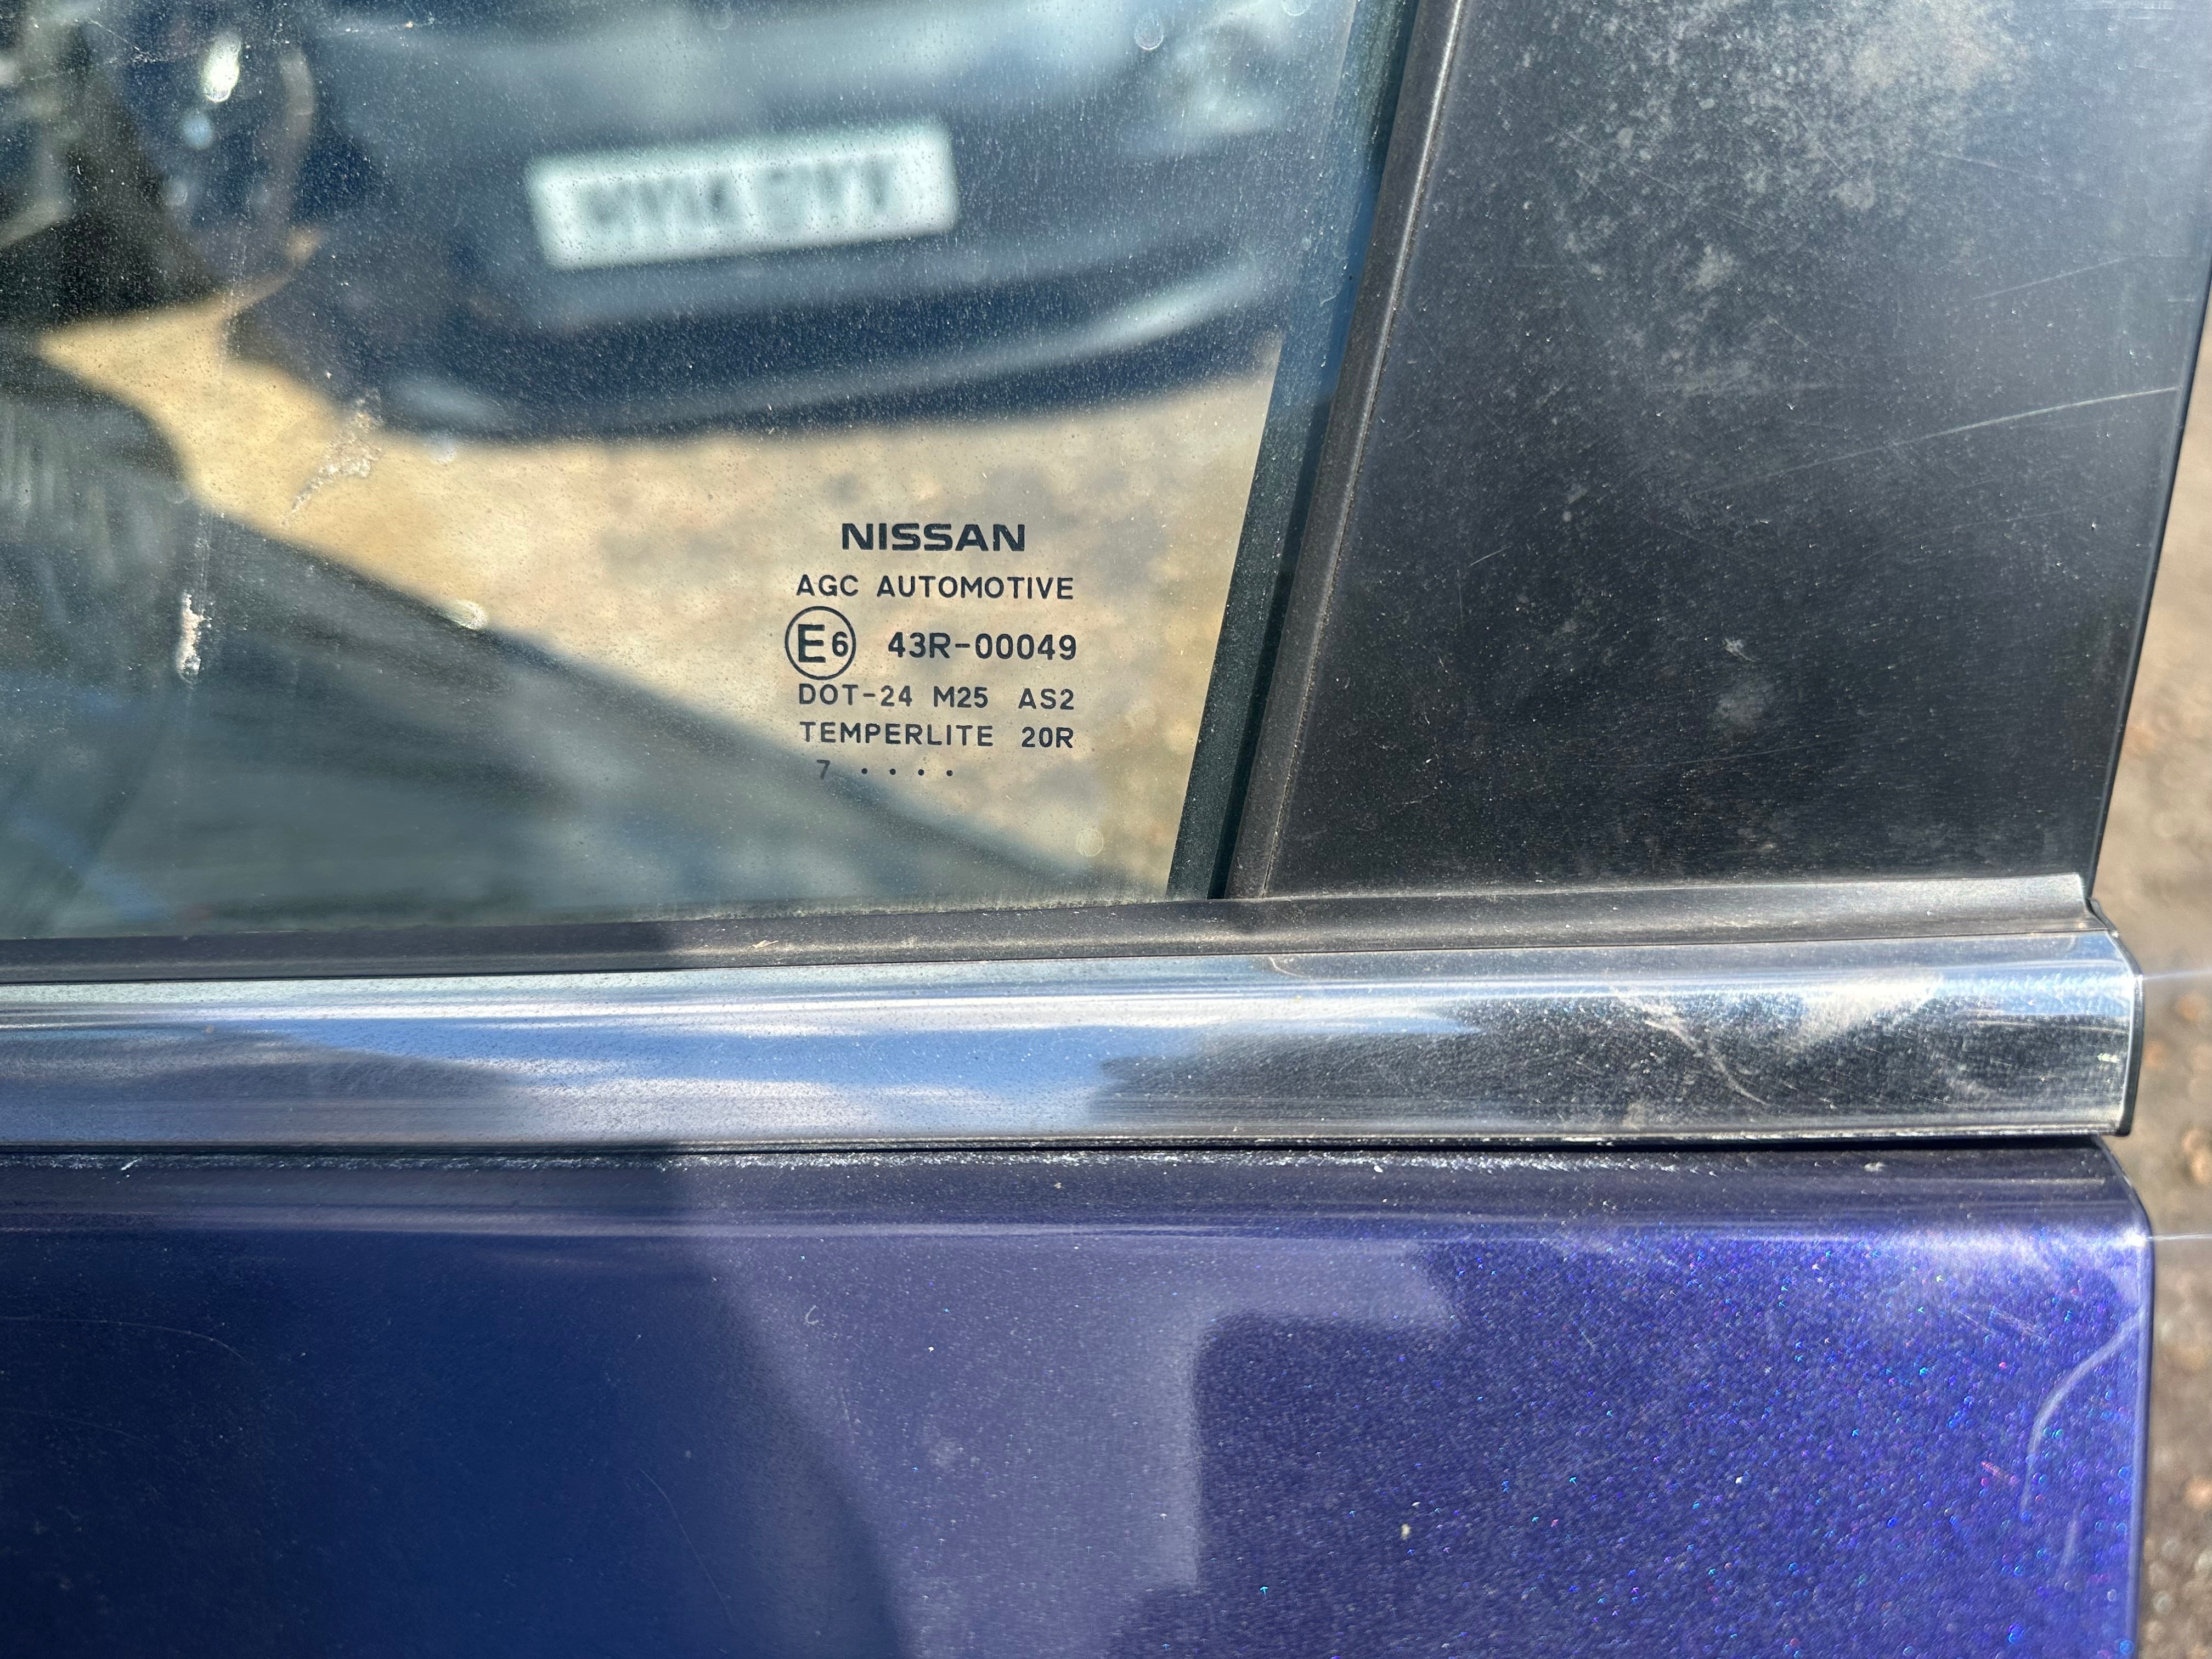 NISSAN
AGC AUTOMOTIVE
E6 43R-00049
DOT-24 M25 AS2
TEMPERLITE 20R
7 ....